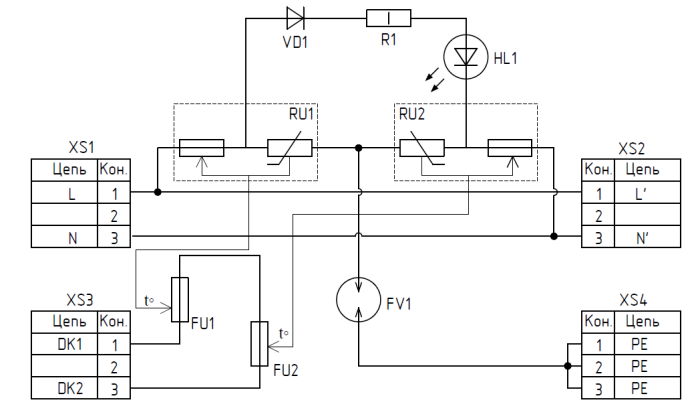 VD1
R1
HL1
RU1
RU2
XS1
Цепь Кон.
L 1
2
N 3
XS2
Кон. Цепь
1 L'
2
3 N'
XS3
Цепь Кон.
DK1 1
2
DK2 3
t°
FU1
t°
FU2
FV1
XS4
Кон. Цепь
1 PE
2 PE
3 PE